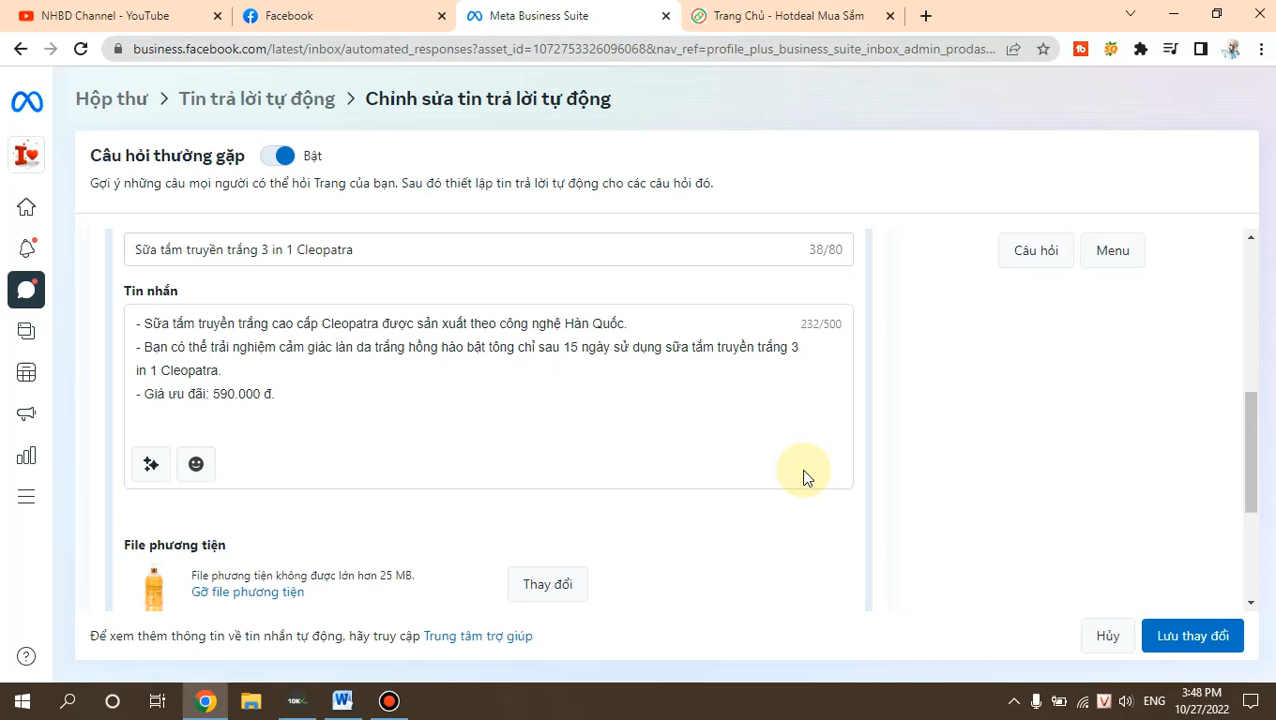 NHBD Channel - YouTube
Facebook
Meta Business Suite
Trang Chủ - Hotdeal Mua Sắm
business.facebook.com/latest/inbox/automated_responses?asset_id=107275332609606​8&nav_ref=profile_plus_business_suite_inbox_admin_prodas...
Hộp thư > Tin trả lời tự động > Chỉnh sửa tin trả lời tự động
Câu hỏi thường gặp Bật
Gợi ý những câu mọi người có thể hỏi Trang của bạn. Sau đó thiết lập tin trả lời tự động cho các câu hỏi đó.
Sữa tắm truyền trắng 3 in 1 Cleopatra 38/80
Câu hỏi Menu
Tin nhắn
- Sữa tắm truyền trắng cao cấp Cleopatra được sản xuất theo công nghệ Hàn Quốc. 232/500
- Bạn có thể trải nghiệm cảm giác làn da trắng hồng hào bật tông chỉ sau 15 ngày sử dụng sữa tắm truyền trắng 3
in 1 Cleopatra.
- Giá ưu đãi: 590.000 đ.
File phương tiện
File phương tiện không được lớn hơn 25 MB.
Gỡ file phương tiện
Thay đổi
Để xem thêm thông tin về tin nhắn tự động, hãy truy cập Trung tâm trợ giúp
Hủy Lưu thay đổi
ENG
3:48 PM
10/27/2022